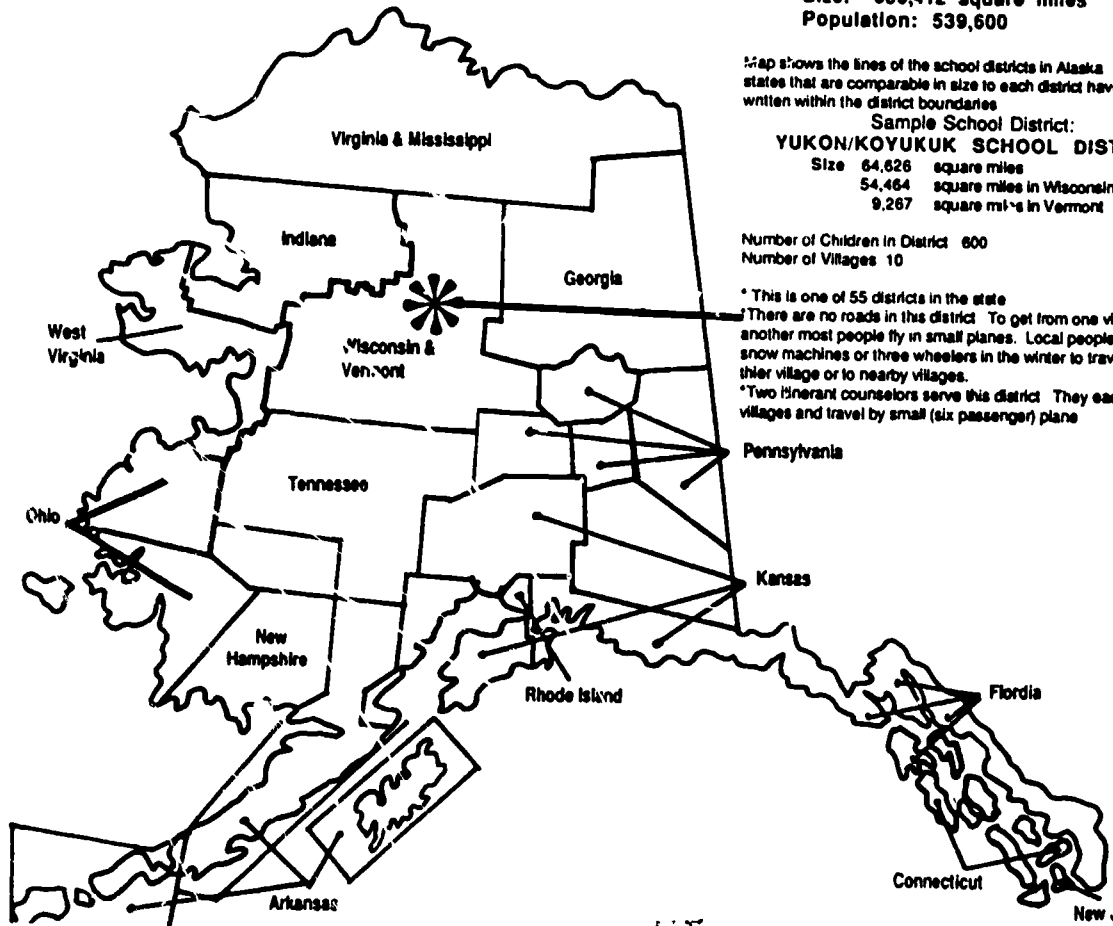 Population: 539,600
Map shows the lines of the school districts in Alaska
states that are comparable in size to each district hav
written within the district boundaries
Sample School District:
YUKON/KOYUKUK SCHOOL DIST
Size 64,626 square miles
54,464 square miles in Wisconsin
9,267 square miles in Vermont
Number of Children in District 600
Number of Villages 10
* This is one of 55 districts in the state
*There are no roads in this district To get from one vi
another most people fly in small planes. Local people
snow machines or three wheelers in the winter to trav
thier village or to nearby villages.
*Two itinerant counselors serve this district They ea
villages and travel by small (six passenger) plane
Virginia & Mississippi
Indiana
Georgia
West
Virginia
Wisconsin &
Vermont
Pennsylvania
Tennessee
Ohio
Kansas
New
Hampshire
Rhode Island
Flordia
Connecticut
Arkansas
New J